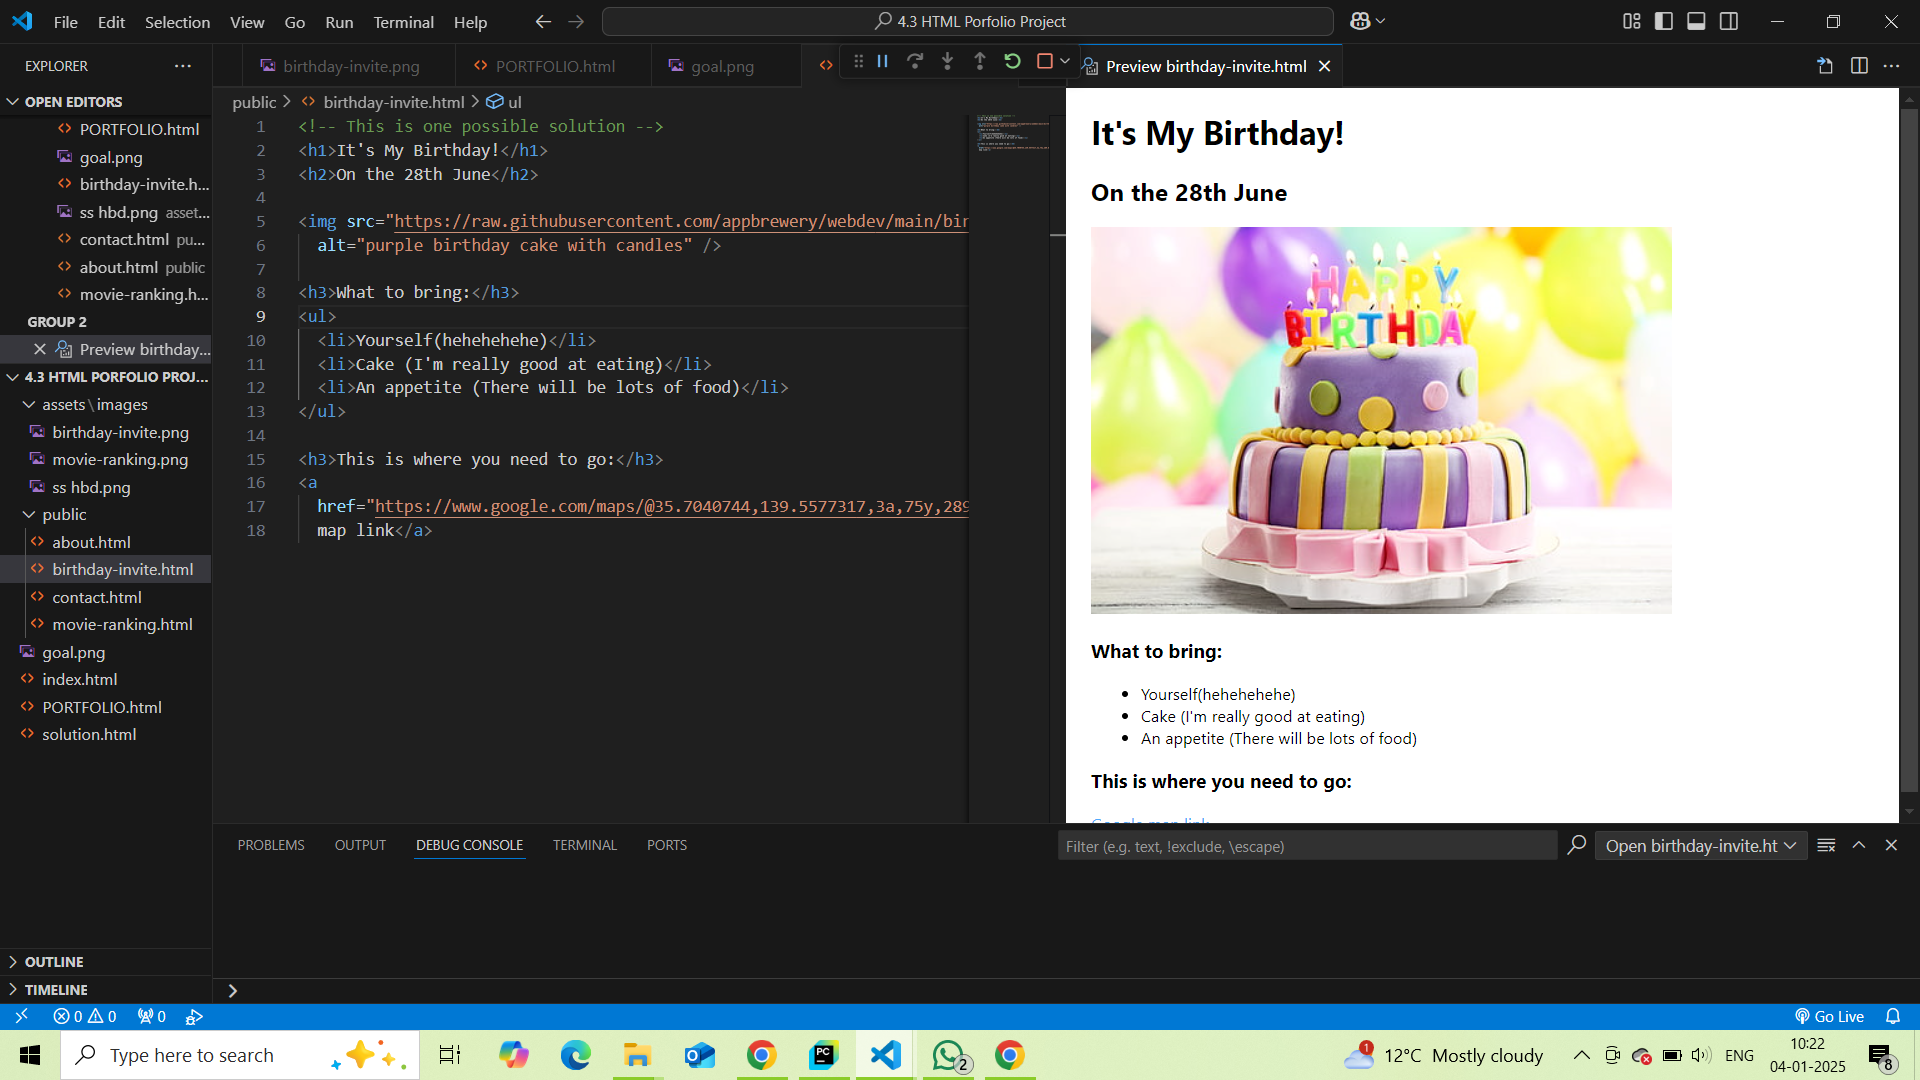 File Edit Selection View Go Run Terminal Help
4.3 HTML Porfolio Project
EXPLORER
OPEN EDITORS
PORTFOLIO.html
goal.png
birthday-invite.h...
ss hbd.png asset...
contact.html pu...
about.html public
movie-ranking.h...
GROUP 2
Preview birthday...
4.3 HTML PORFOLIO PROJ...
assets\images
birthday-invite.png
movie-ranking.png
ss hbd.png
public
about.html
birthday-invite.html
contact.html
movie-ranking.html
goal.png
index.html
PORTFOLIO.html
solution.html
OUTLINE
TIMELINE
birthday-invite.png PORTFOLIO.html goal.png
public > birthday-invite.html > ul
1 <!-- This is one possible solution -->
2 <h1>It's My Birthday!</h1>
3 <h2>On the 28th June</h2>
4
5 <img src="https://raw.githubusercontent.com/appbrewery/webdev/main/bir
6 alt="purple birthday cake with candles" />
7
8 <h3>What to bring:</h3>
9 <ul>
10 <li>Yourself(hehehehehe)</li>
11 <li>Cake (I'm really good at eating)</li>
12 <li>An appetite (There will be lots of food)</li>
13 </ul>
14
15 <h3>This is where you need to go:</h3>
16 <a
17 href="https://www.google.com/maps/@35.7040744,139.5577317,3a,75y,289
18 map link</a>
Preview birthday-invite.html
It's My Birthday!
On the 28th June
HAPPY
BIRTHDAY
What to bring:
Yourself(hehehehehe)
Cake (I'm really good at eating)
An appetite (There will be lots of food)
This is where you need to go:
Google map link
PROBLEMS OUTPUT DEBUG CONSOLE TERMINAL PORTS
Filter (e.g. text, !exclude, \escape)
Open birthday-invite.ht
0 0 0
Go Live
Type here to search
PC
2
1
12°C Mostly cloudy
ENG
10:22
04-01-2025
8